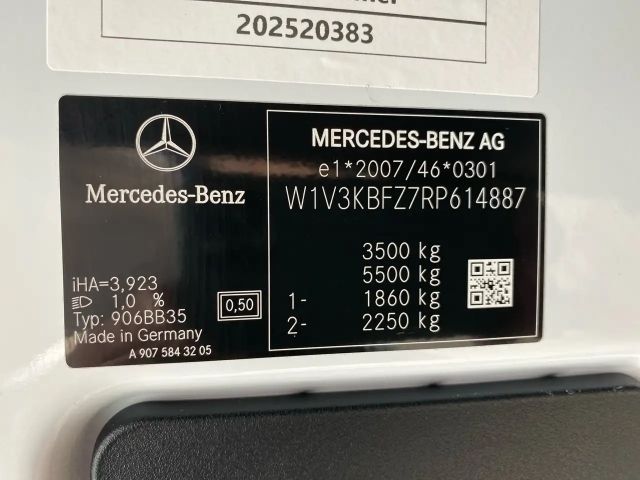 202520383
Mercedes-Benz
iHA=3,923
1,0 %
0,50
Typ: 906BB35
Made in Germany
A 907 584 32 05
MERCEDES-BENZ AG
e1*2007/46*0301
W1V3KBFZ7RP614887
3500 kg
5500 kg
1- 1860 kg
2- 2250 kg